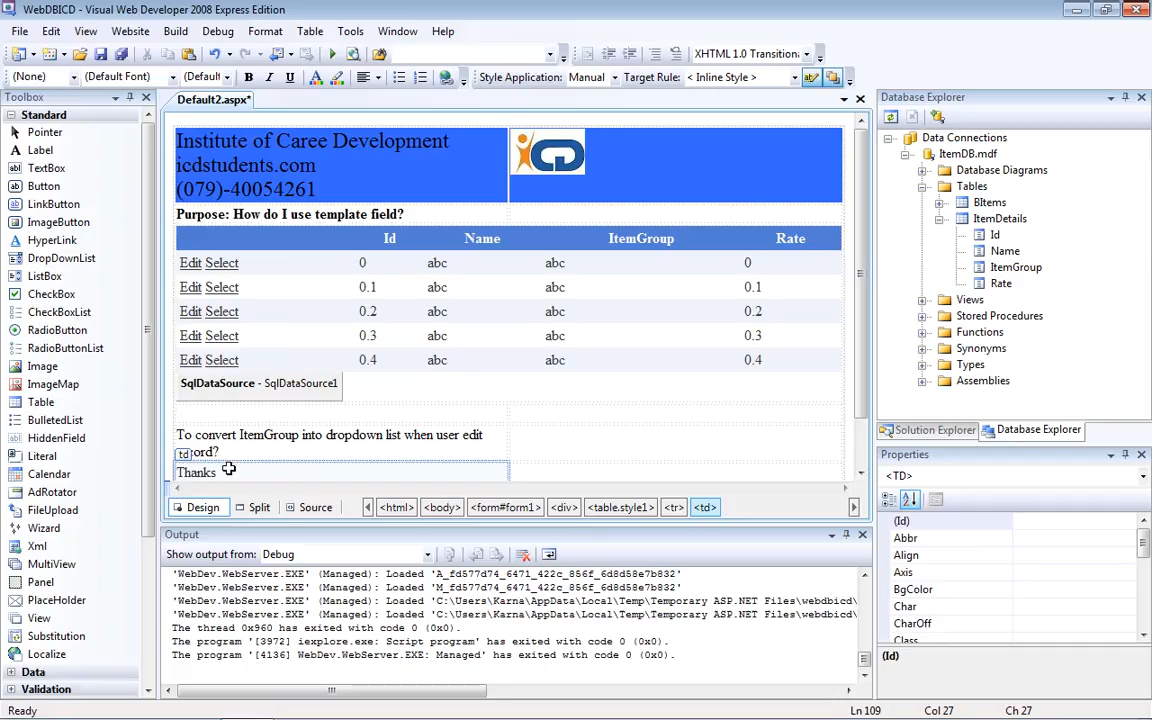 WebDBICD - Visual Web Developer 2008 Express Edition
File Edit View Website Build Debug Format Table Tools Window Help
XHTML 1.0 Transition
(None) (Default Font) (Default B I U A Style Application: Manual Target Rule: < Inline Style >
Toolbox
Standard
Pointer
Label
TextBox
Button
LinkButton
ImageButton
HyperLink
DropDownList
ListBox
CheckBox
CheckBoxList
RadioButton
RadioButtonList
Image
ImageMap
Table
BulletedList
HiddenField
Literal
Calendar
AdRotator
FileUpload
Wizard
Xml
MultiView
Panel
PlaceHolder
View
Substitution
Localize
Data
Validation
Default2.aspx*
Institute of Caree Development
icdstudents.com
(079)-40054261
Purpose: How do I use template field?
Id Name ItemGroup Rate
Edit Select 0 abc abc 0
Edit Select 0.1 abc abc 0.1
Edit Select 0.2 abc abc 0.2
Edit Select 0.3 abc abc 0.3
Edit Select 0.4 abc abc 0.4
SqlDataSource - SqlDataSource1
To convert ItemGroup into dropdown list when user edit
td ord?
Thanks
Design Split Source <html> <body> <form#form1> <div> <table.style1> <tr> <td>
Output
Show output from: Debug
'WebDev.WebServer.EXE' (Managed): Loaded 'A_fd577d74_6471_422c_856f_6d8d58e7b832'
'WebDev.WebServer.EXE' (Managed): Loaded 'M_fd577d74_6471_422c_856f_6d8d58e7b832'
'WebDev.WebServer.EXE' (Managed): Loaded 'C:\Users\Karna\AppData\Local\Temp\Temporary ASP.NET Files\webdbicd\
'WebDev.WebServer.EXE' (Managed): Loaded 'C:\Users\Karna\AppData\Local\Temp\Temporary ASP.NET Files\webdbicd\
The thread 0x960 has exited with code 0 (0x0).
The program '[3972] iexplore.exe: Script program' has exited with code 0 (0x0).
The program '[4136] WebDev.WebServer.EXE: Managed' has exited with code 0 (0x0).
Database Explorer
Data Connections
ItemDB.mdf
Database Diagrams
Tables
BItems
ItemDetails
Id
Name
ItemGroup
Rate
Views
Stored Procedures
Functions
Synonyms
Types
Assemblies
Solution Explorer Database Explorer
Properties
<TD>
(Id)
Abbr
Align
Axis
BgColor
Char
CharOff
Class
(Id)
Ready Ln 109 Col 27 Ch 27